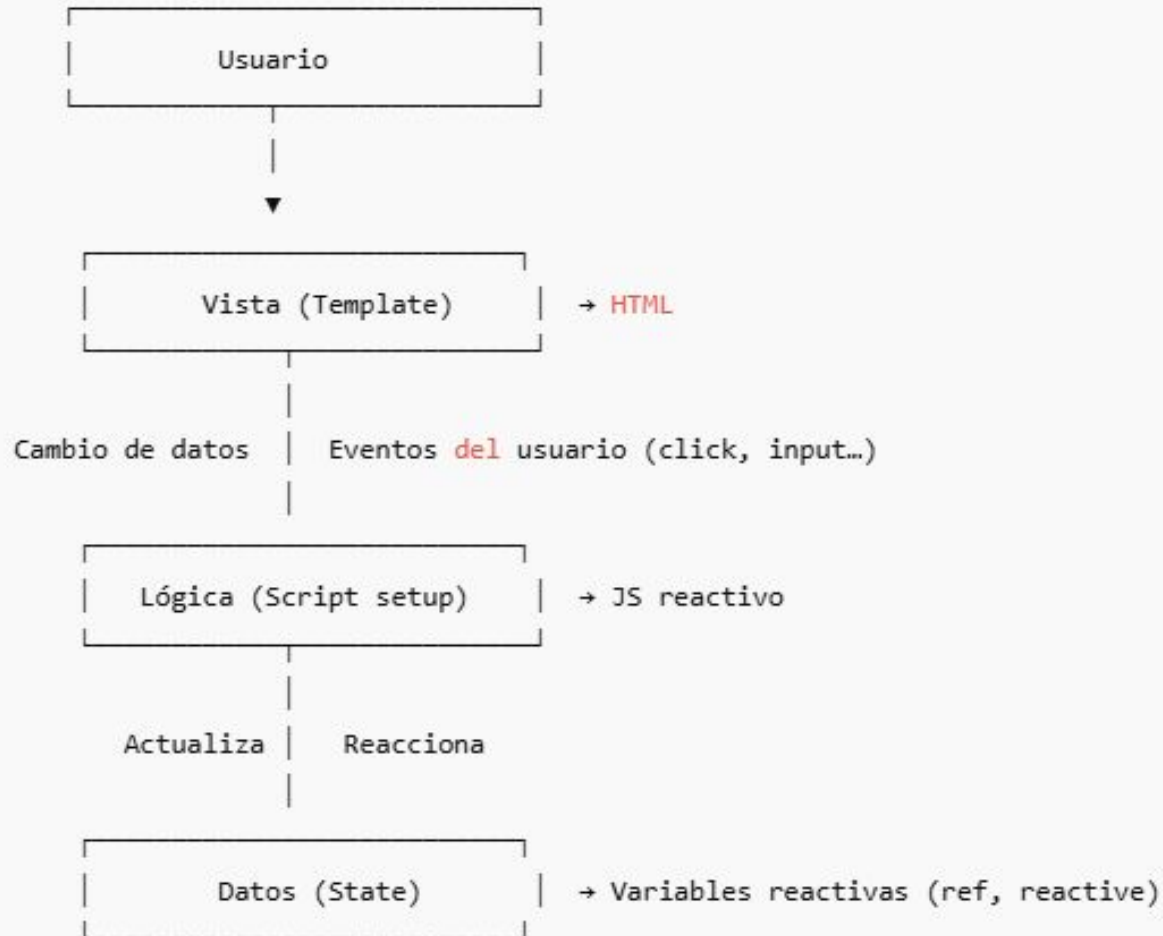 Usuario
▼
Vista (Template) → HTML
Cambio de datos │ Eventos del usuario (click, input…)
Lógica (Script setup) → JS reactivo
Actualiza │ Reacciona
Datos (State) → Variables reactivas (ref, reactive)